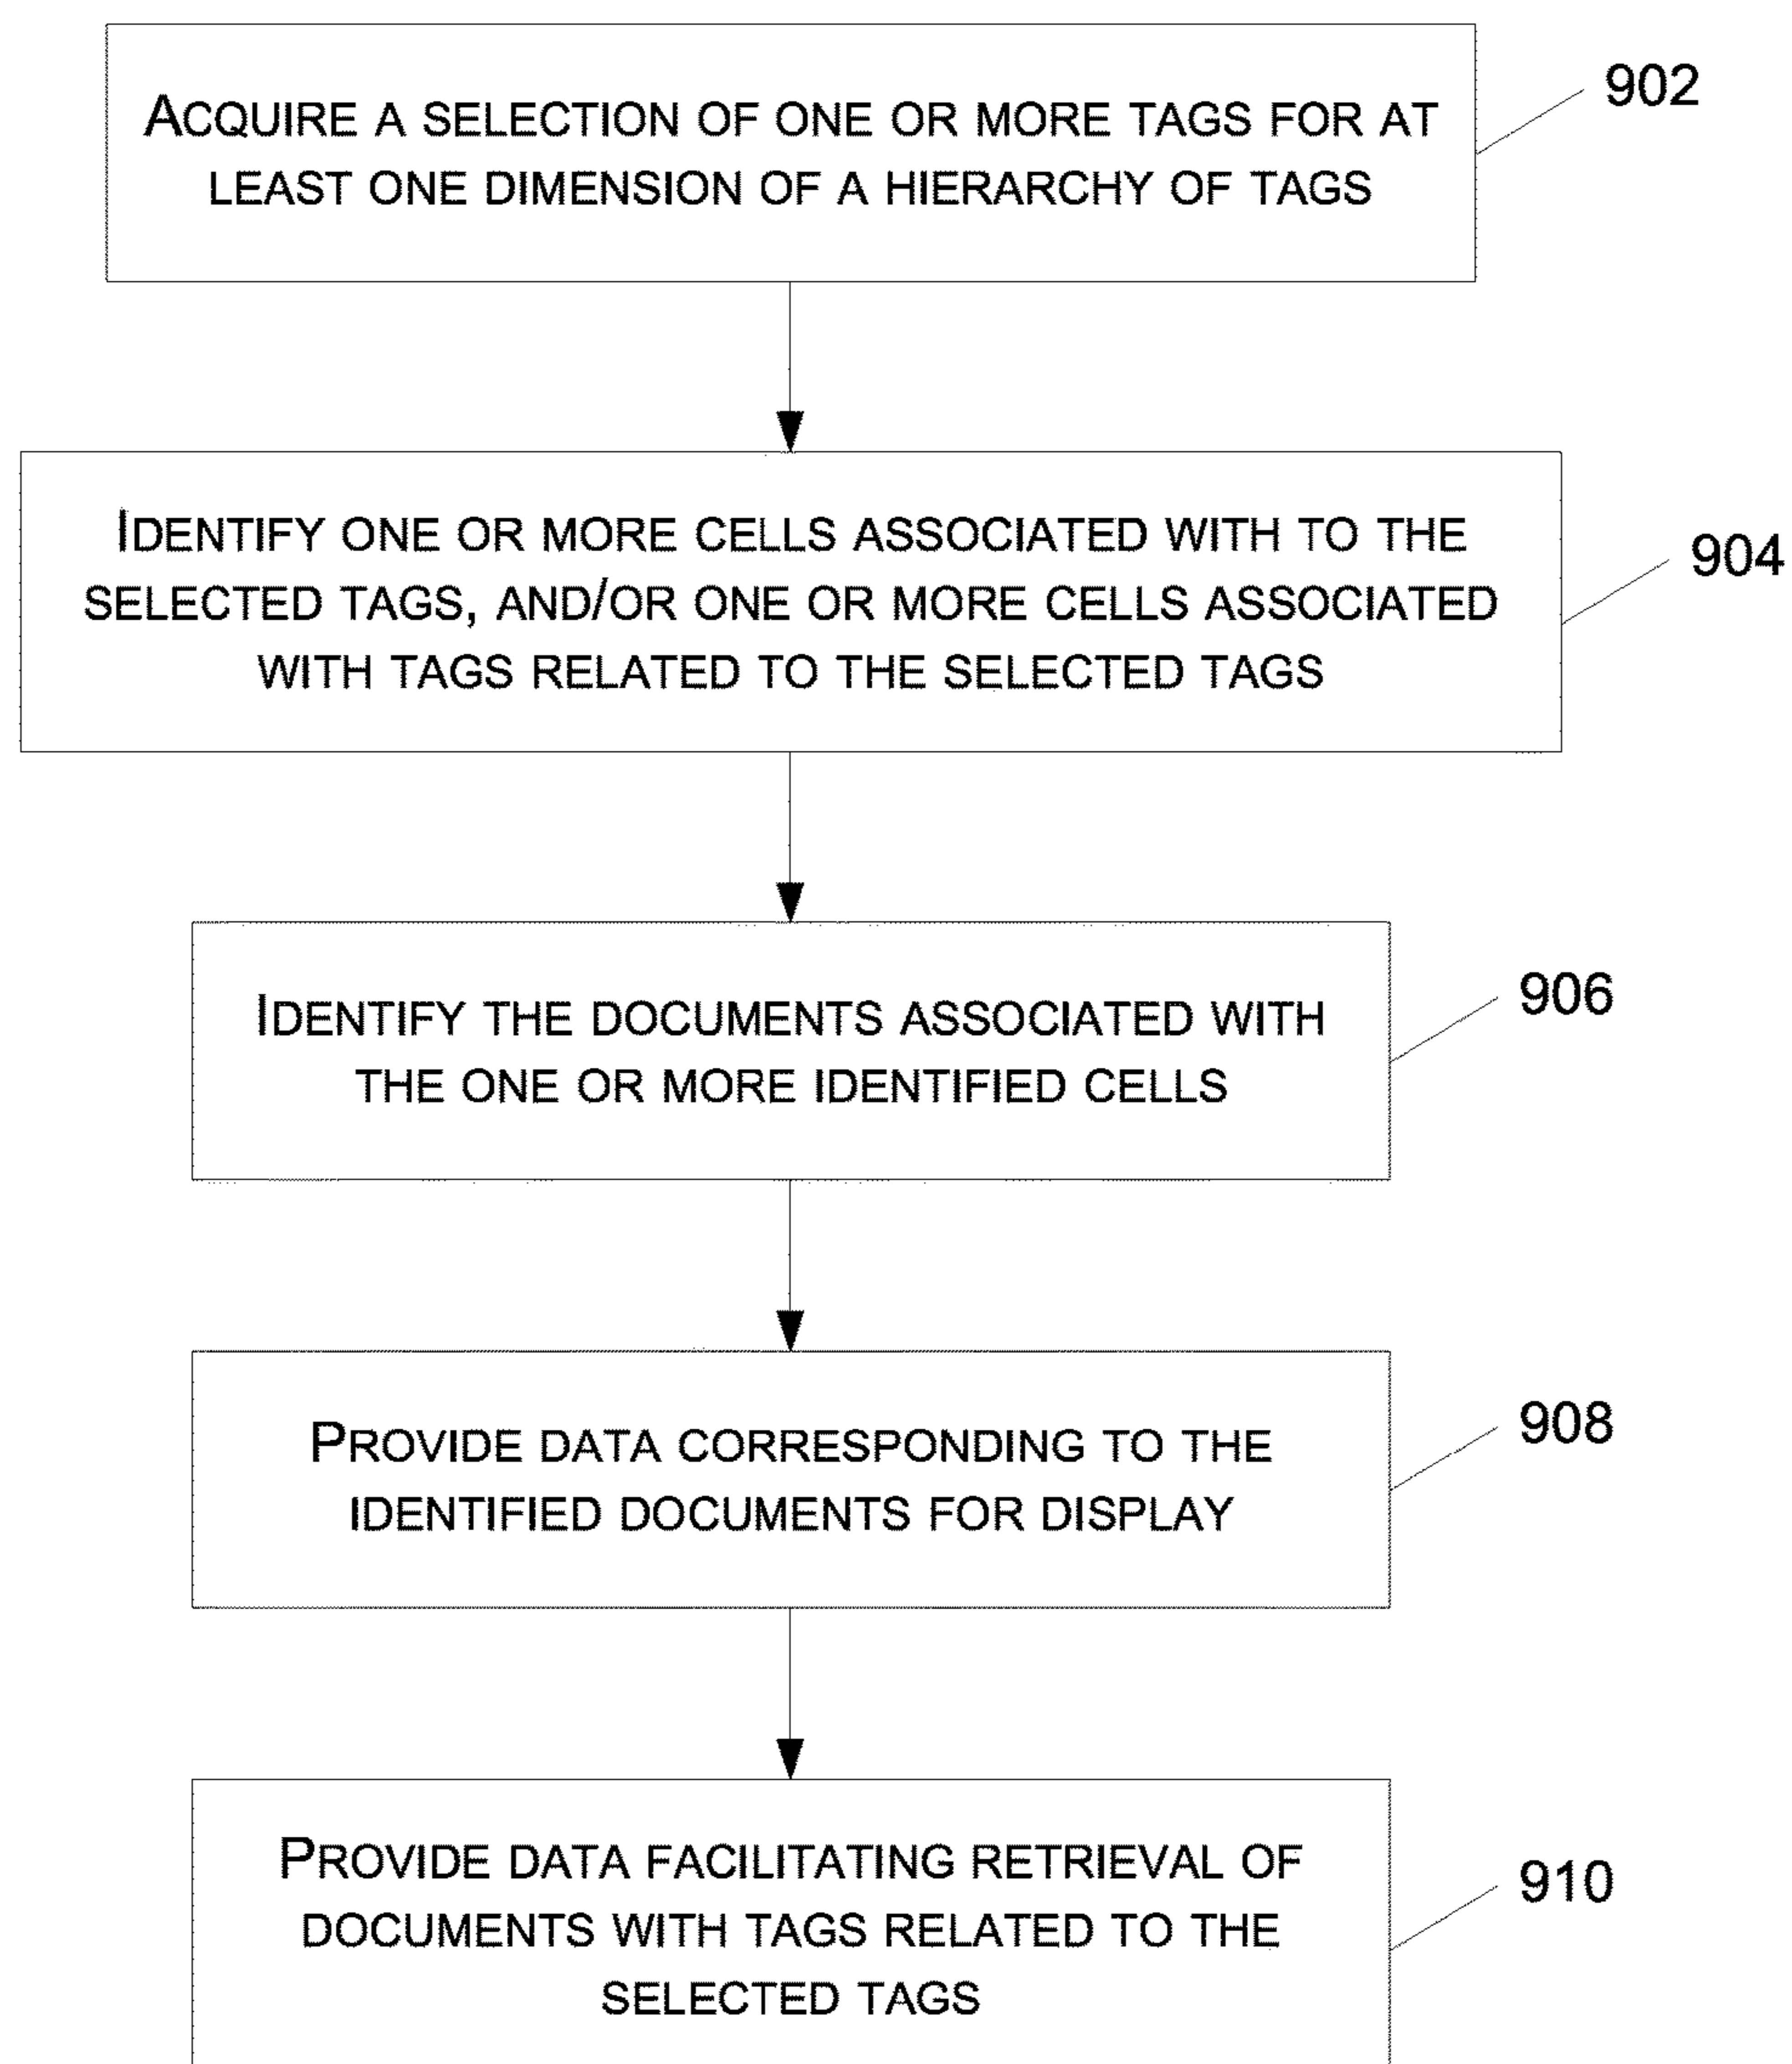 ACQUIRE A SELECTION OF ONE OR MORE TAGS FOR AT
LEAST ONE DIMENSION OF A HIERARCHY OF TAGS
902
IDENTIFY ONE OR MORE CELLS ASSOCIATED WITH TO THE
SELECTED TAGS, AND/OR ONE OR MORE CELLS ASSOCIATED
WITH TAGS RELATED TO THE SELECTED TAGS
904
IDENTIFY THE DOCUMENTS ASSOCIATED WITH
THE ONE OR MORE IDENTIFIED CELLS
906
PROVIDE DATA CORRESPONDING TO THE
IDENTIFIED DOCUMENTS FOR DISPLAY
908
PROVIDE DATA FACILITATING RETRIEVAL OF
DOCUMENTS WITH TAGS RELATED TO THE
SELECTED TAGS
910